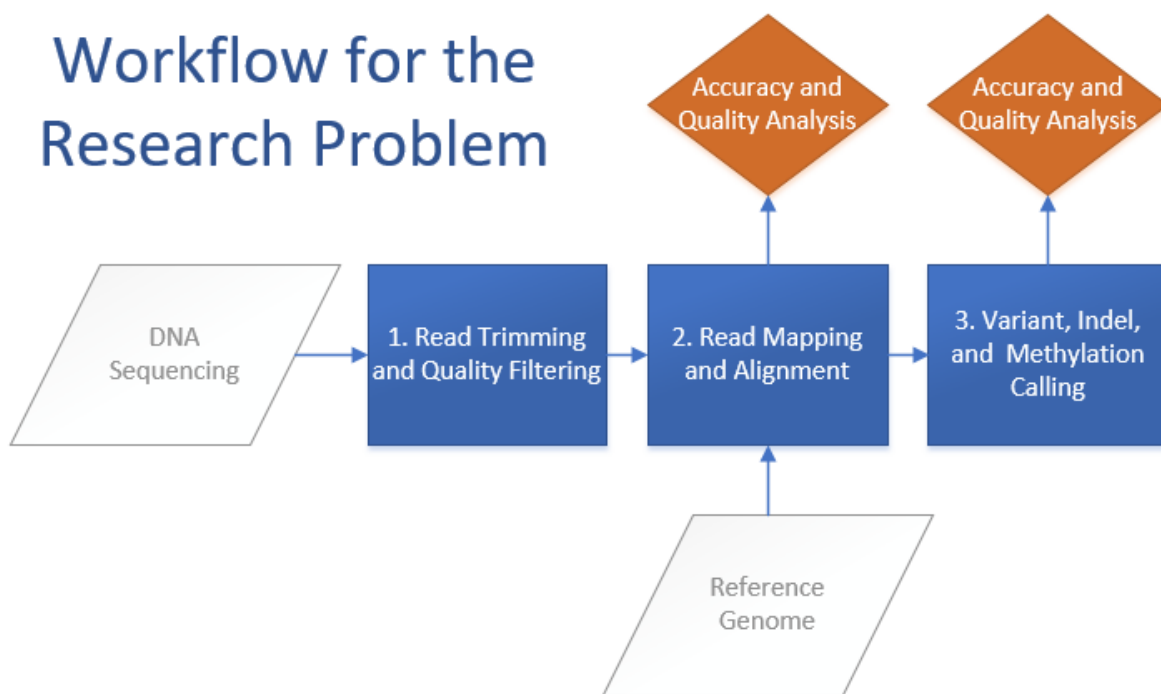 Workflow for the
Research Problem
Accuracy and
Quality Analysis
Accuracy and
Quality Analysis
DNA
Sequencing
1. Read Trimming
and Quality Filtering
2. Read Mapping
and Alignment
3. Variant, Indel,
and Methylation
Calling
Reference
Genome